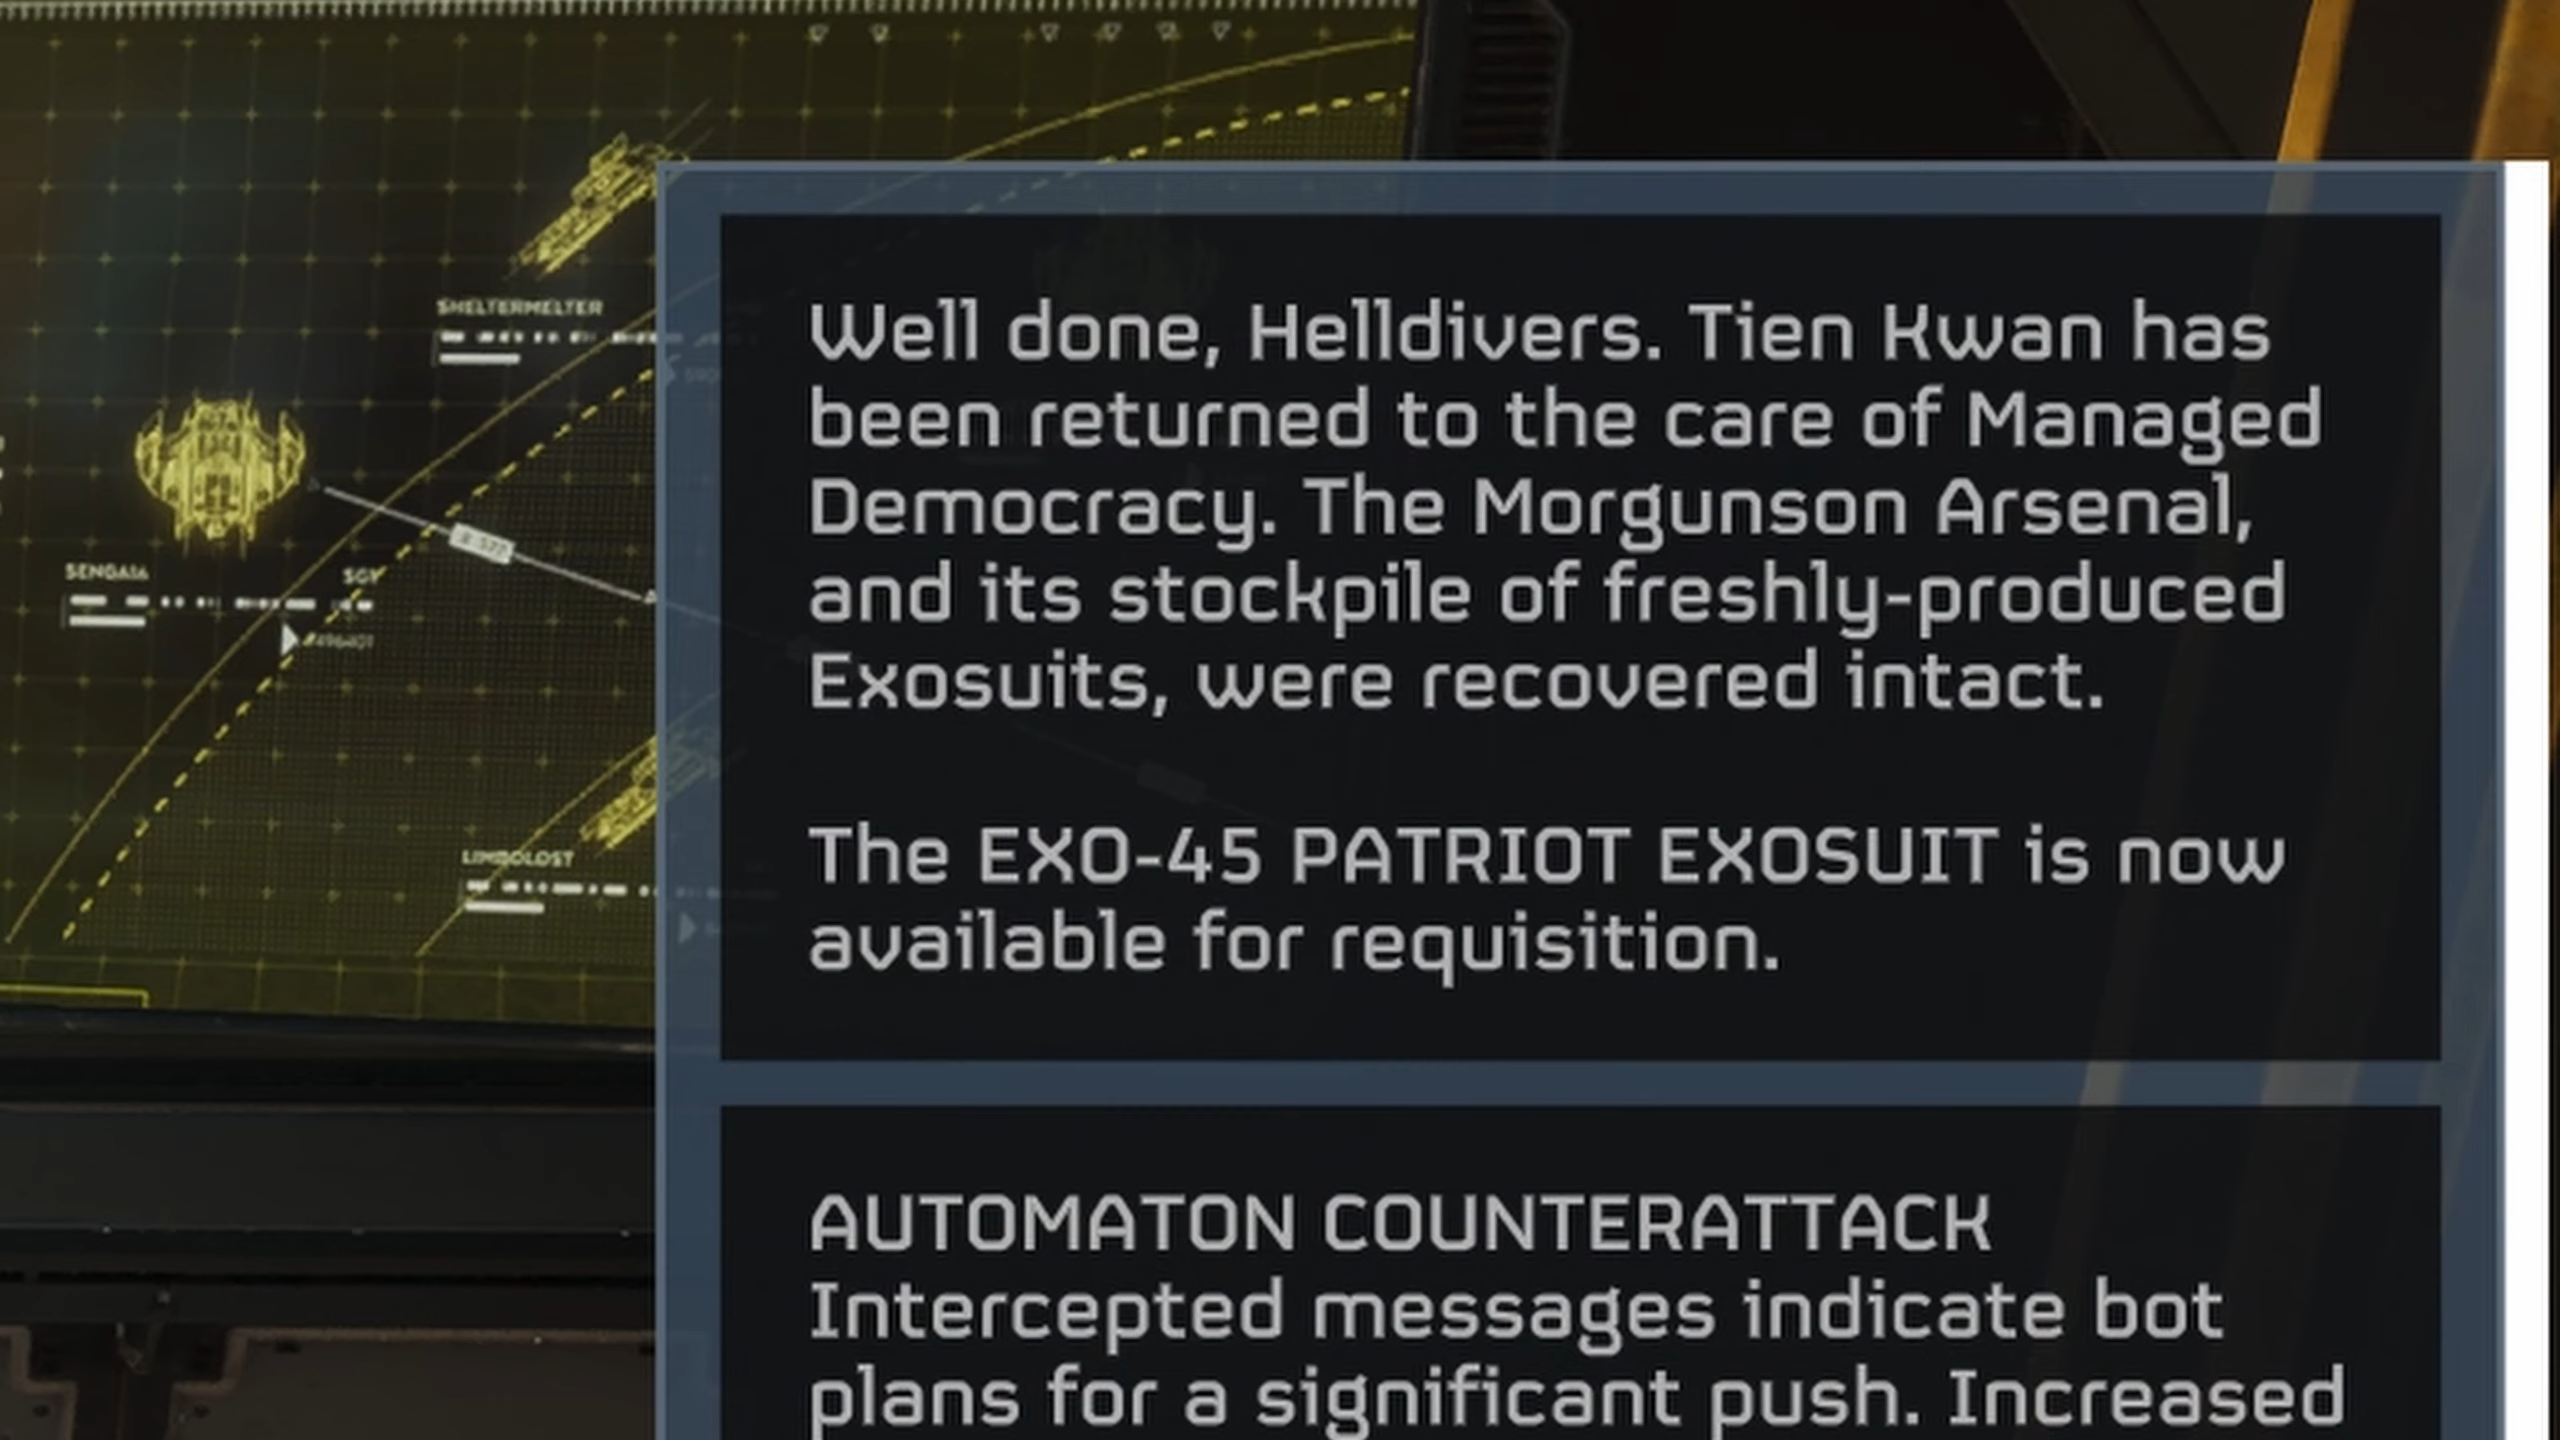 SHELTERMELTER
SENGAIA
LIMBOLOST
Well done, Helldivers. Tien Kwan has
been returned to the care of Managed
Democracy. The Morgunson Arsenal,
and its stockpile of freshly-produced
Exosuits, were recovered intact.
The EXO-45 PATRIOT EXOSUIT is now
available for requisition.
AUTOMATON COUNTERATTACK
Intercepted messages indicate bot
plans for a significant push. Increased